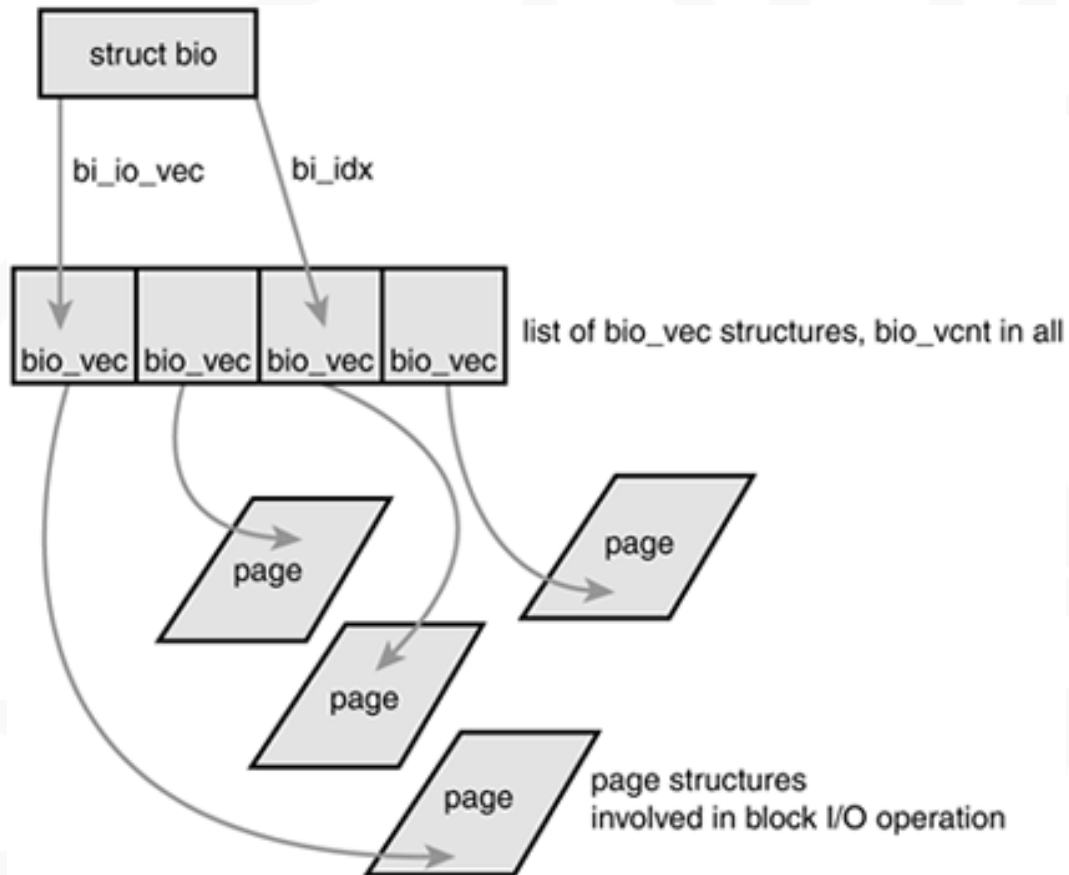 struct bio
bi_io_vec
bi_idx
bio_vec
bio_vec
bio_vec
bio_vec
list of bio_vec structures, bio_vcnt in all
page
page
page
page
page structures
involved in block I/O operation